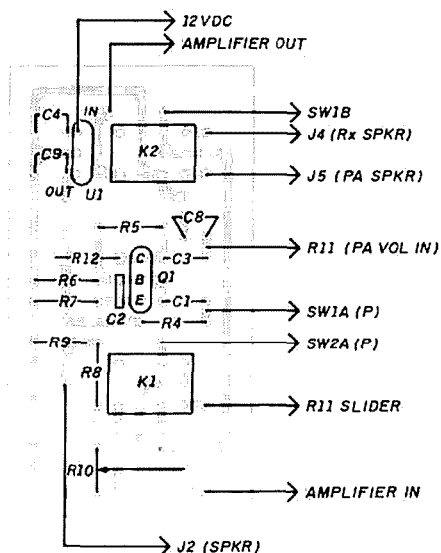 12VDC
AMPLIFIER OUT
C4
IN
SW1B
J4 (Rx SPKR)
K2
C9
J5 (PA SPKR)
OUT
U1
C8
R5
R11 (PA VOL IN)
R12
C
C3
R6
B
Q1
R7
E
C1
SW1A (P)
C2
R4
R9
SW2A (P)
R8
K1
R11 SLIDER
R10
AMPLIFIER IN
J2 (SPKR)